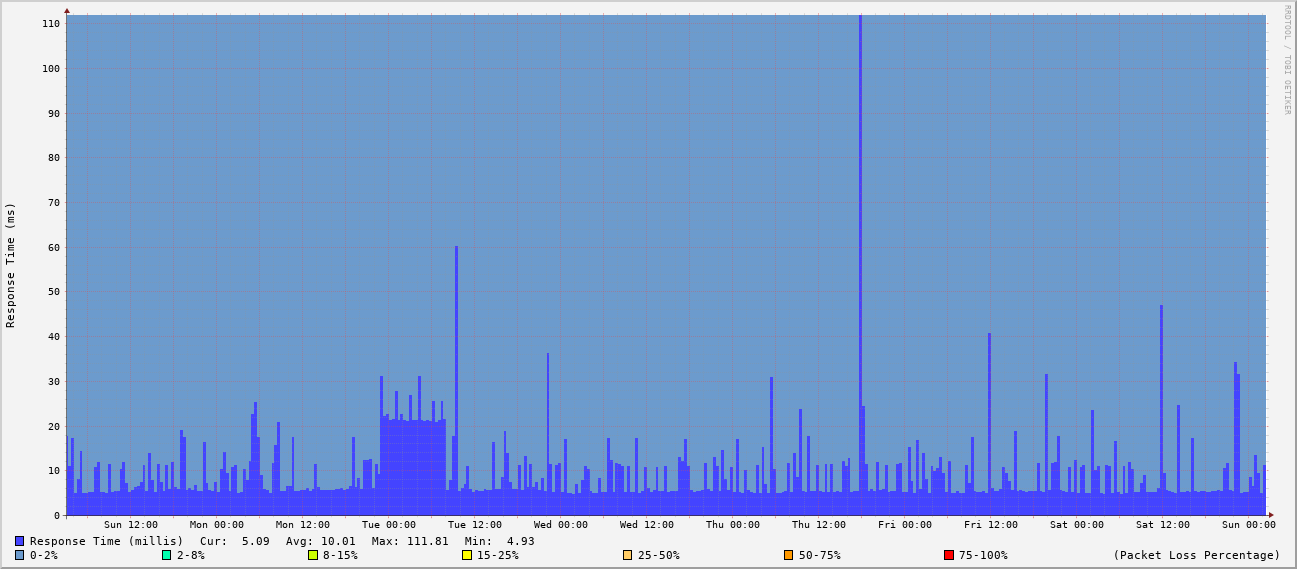 RRDTOOL / TOBI OETIKER
Response Time (ms)
110
100
90
80
70
60
50
40
30
20
10
0
Sun 12:00 Mon 00:00 Mon 12:00 Tue 00:00 Tue 12:00 Wed 00:00 Wed 12:00 Thu 00:00 Thu 12:00 Fri 00:00 Fri 12:00 Sat 00:00 Sat 12:00 Sun 00:00
Response Time (millis) Cur: 5.09 Avg: 10.01 Max: 111.81 Min: 4.93
0-2% 2-8% 8-15% 15-25% 25-50% 50-75% 75-100% (Packet Loss Percentage)